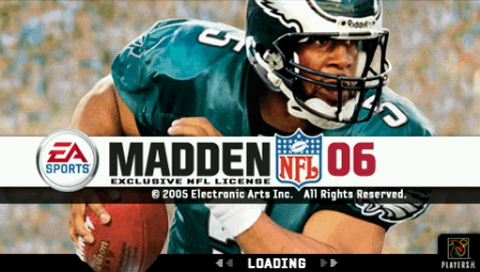 5
5
EA
SPORTS
MADDEN NFL 06
EXCLUSIVE NFL LICENSE
© 2005 Electronic Arts Inc. All Rights Reserved.
LOADING
PLAYERS INC